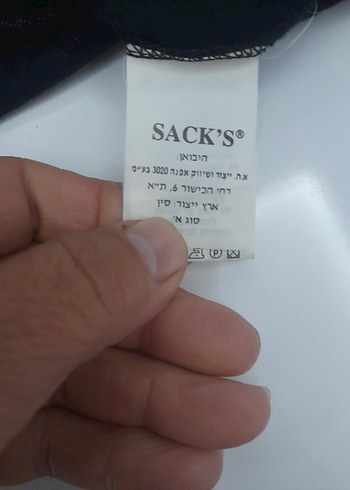 SACK'S®
היבואן:
א.ה. ייצור ושיווק אפנה 3020 בע"מ
רח' הכישור 6, ת"א
ארץ ייצור: סין
סוג א'
P